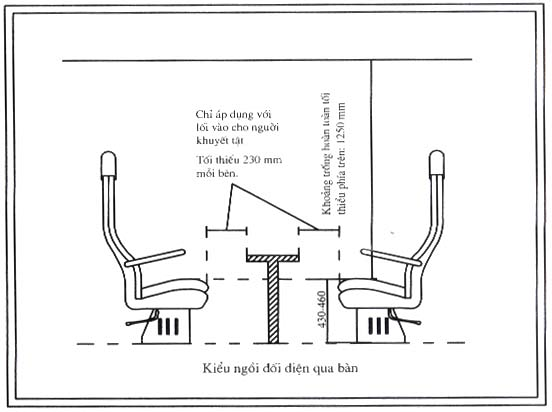 Chỉ áp dụng với
lối vào cho người
khuyết tật
Tối thiểu 230 mm
mỗi bên.
Khoảng trống hoàn toàn tối
thiểu phía trên: 1250 mm
430-460
Kiểu ngồi đối diện qua bàn